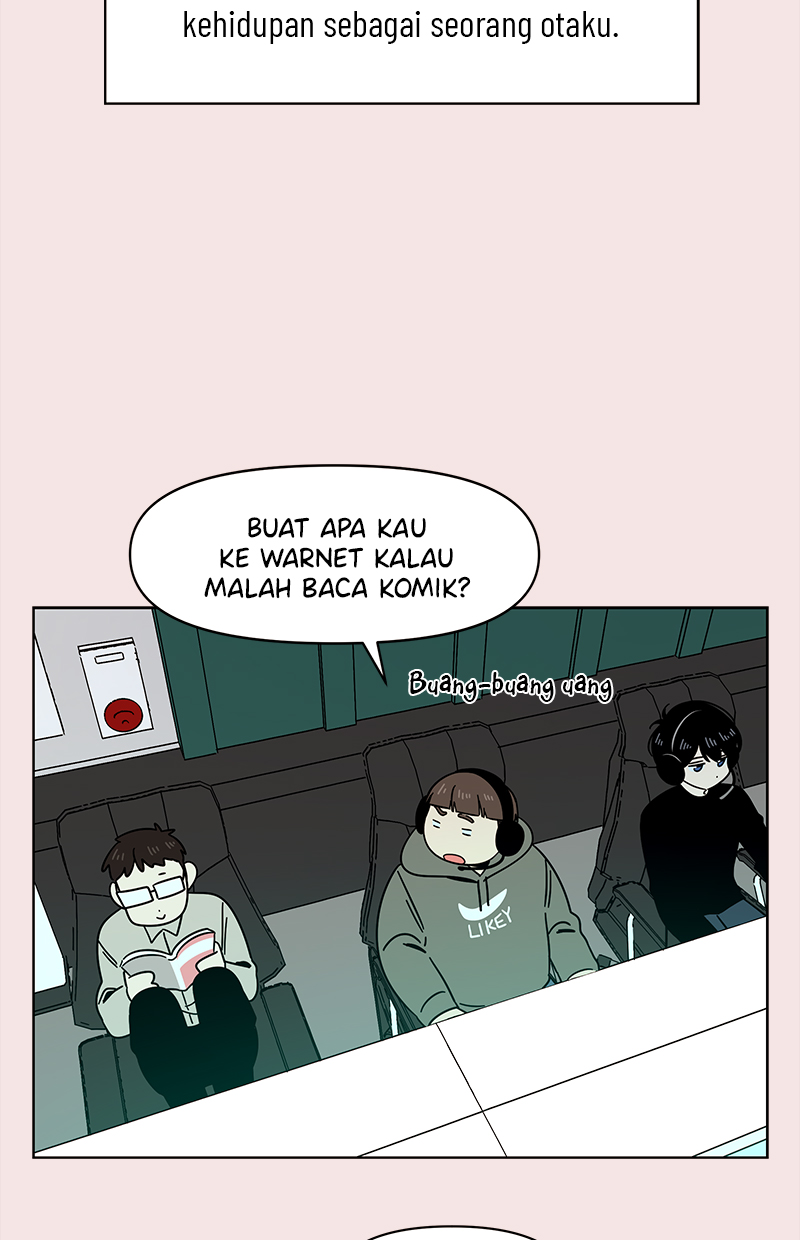 kehidupan sebagai seorang otaku.
BUAT APA KAU
KE WARNET KALAU
MALAH BACA KOMIK?
Buang-buang uang
LIKEY